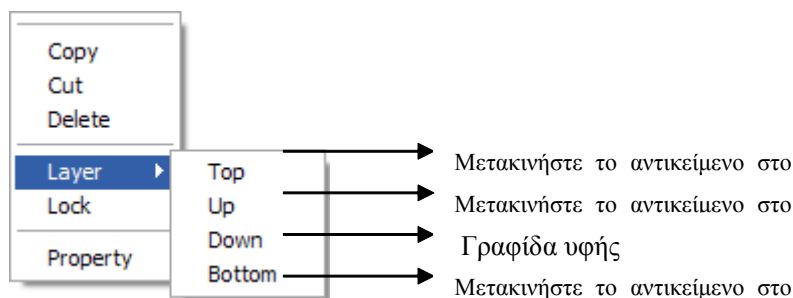 Copy
Cut
Delete
Layer
Lock
Property
Top
Up
Down
Bottom
Μετακινήστε το αντικείμενο στο
Μετακινήστε το αντικείμενο στο
Γραφίδα υφής
Μετακινήστε το αντικείμενο στο